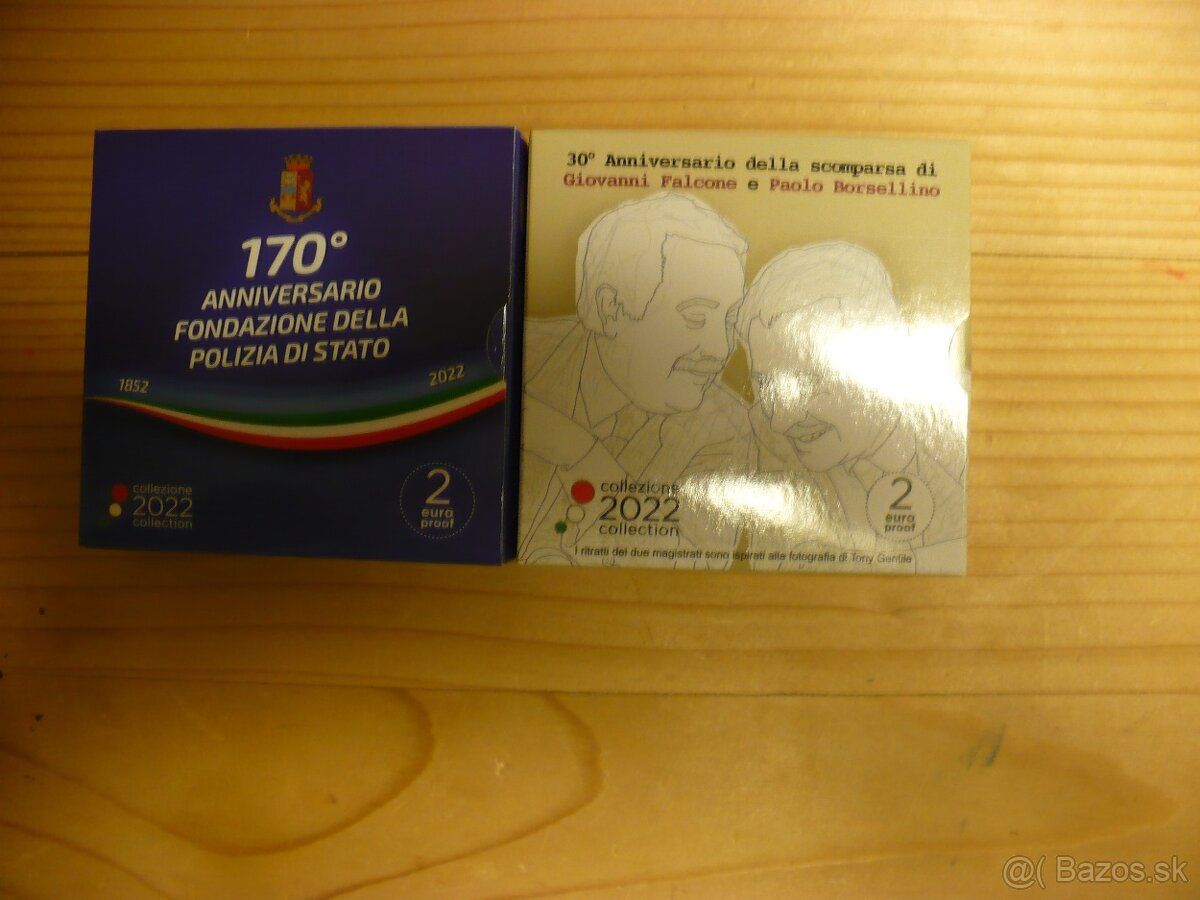 170°
ANNIVERSARIO
FONDAZIONE DELLA
POLIZIA DI STATO
1852
2022
collezione
2022
collection
2
euro
proof
30° Anniversario della scomparsa di
Giovanni Falcone e Paolo Borsellino
collezione
2022
collection
2
euro
proof
I ritratti dei due magistrati sono ispirati alla fotografia di Tony Gentile
@( Bazos.sk